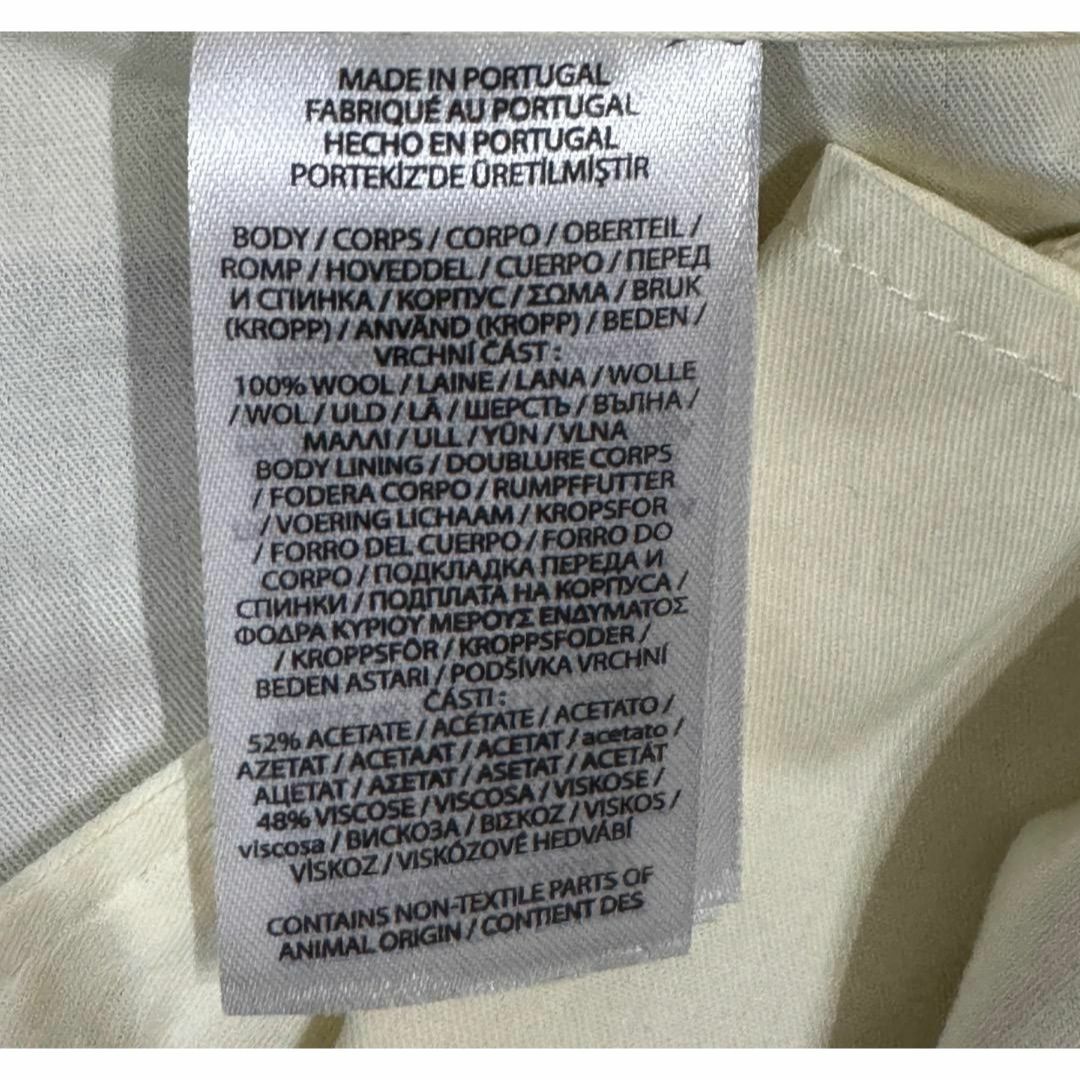 MADE IN PORTUGAL
FABRIQUÉ AU PORTUGAL
HECHO EN PORTUGAL
PORTEKİZ'DE ÜRETİLMİŞTİR
BODY / CORPS / CORPO / OBERTEIL /
ROMP / HOVEDDEL / CUERPO / ПЕРЕД
И СПИНКА / КОРПУС / ΣΩΜΑ / BRUK
(KROPP) / ANVÄND (KROPP) / BEDEN /
VRCHNÍ ČÁST :
100% WOOL / LAINE / LANA / WOLLE
/ WOL / ULD / LÃ / ШЕРСТЬ / ВЪЛНА /
ΜΑΛΛΙ / ULL / YÜN / VLNA
BODY LINING / DOUBLURE CORPS
/ FODERA CORPO / RUMPFFUTTER
/ VOERING LICHAAM / KROPSFOR
/ FORRO DEL CUERPO / FORRO DO
CORPO / ПОДКЛАДКА ПЕРЕДА И
СПИНКИ / ПОДПЛАТА НА КОРПУСА /
ΦΟΔΡΑ ΚΥΡΙΟΥ ΜΕΡΟΥΣ ΕΝΔΥΜΑΤΟΣ
/ KROPPSFÔR / KROPPSFODER /
BEDEN ASTARI / PODŠÍVKA VRCHNÍ
ČÁSTI :
52% ACETATE / ACÉTATE / ACETATO /
AZETAT / ACETAAT / ACETAT / acetato /
АЦЕТАТ / ΑΣΕΤΑΤ / ASETAT / ACETÁT
48% VISCOSE / VISCOSA / VISKOSE /
viscosa / ВИСКОЗА / ΒΙΣΚΟΖ / VISKOS /
VİSKOZ / VISKÓZOVÉ HEDVÁBÍ
CONTAINS NON-TEXTILE PARTS OF
ANIMAL ORIGIN / CONTIENT DES